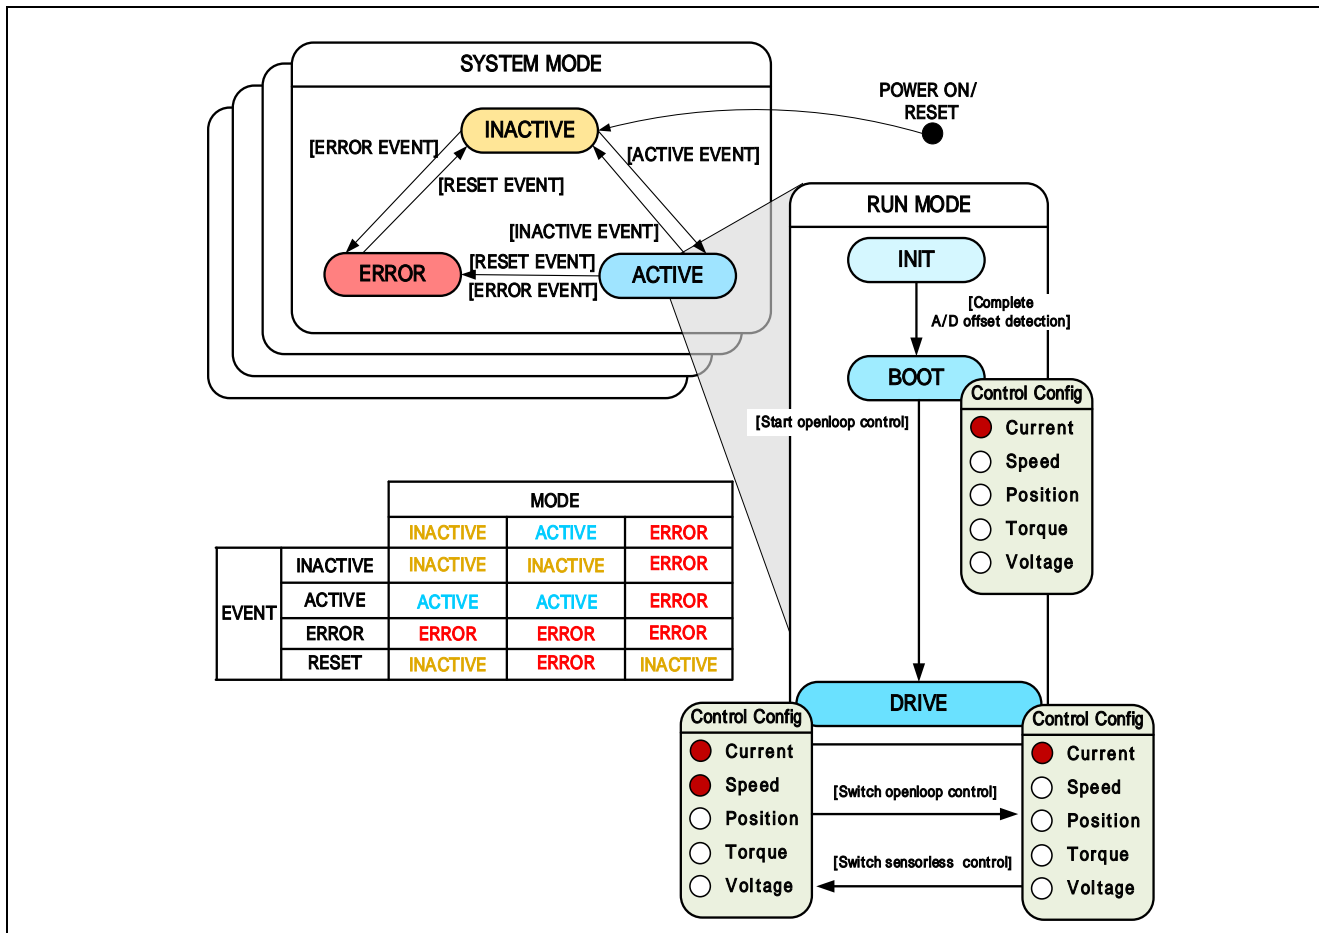 SYSTEM MODE
POWER ON/
RESET
INACTIVE
[ERROR EVENT]
[ACTIVE EVENT]
[RESET EVENT]
[INACTIVE EVENT]
ERROR
[RESET EVENT]
[ERROR EVENT]
ACTIVE
RUN MODE
INIT
[Complete
A/D offset detection]
BOOT
[Start openloop control]
Control Config
Current
Speed
Position
Torque
Voltage
MODE
INACTIVE ACTIVE ERROR
EVENT
INACTIVE INACTIVE INACTIVE ERROR
ACTIVE ACTIVE ACTIVE ERROR
ERROR ERROR ERROR ERROR
RESET INACTIVE ERROR INACTIVE
DRIVE
Control Config
Current
Speed
Position
Torque
Voltage
[Switch openloop control]
[Switch sensorless control]
Control Config
Current
Speed
Position
Torque
Voltage